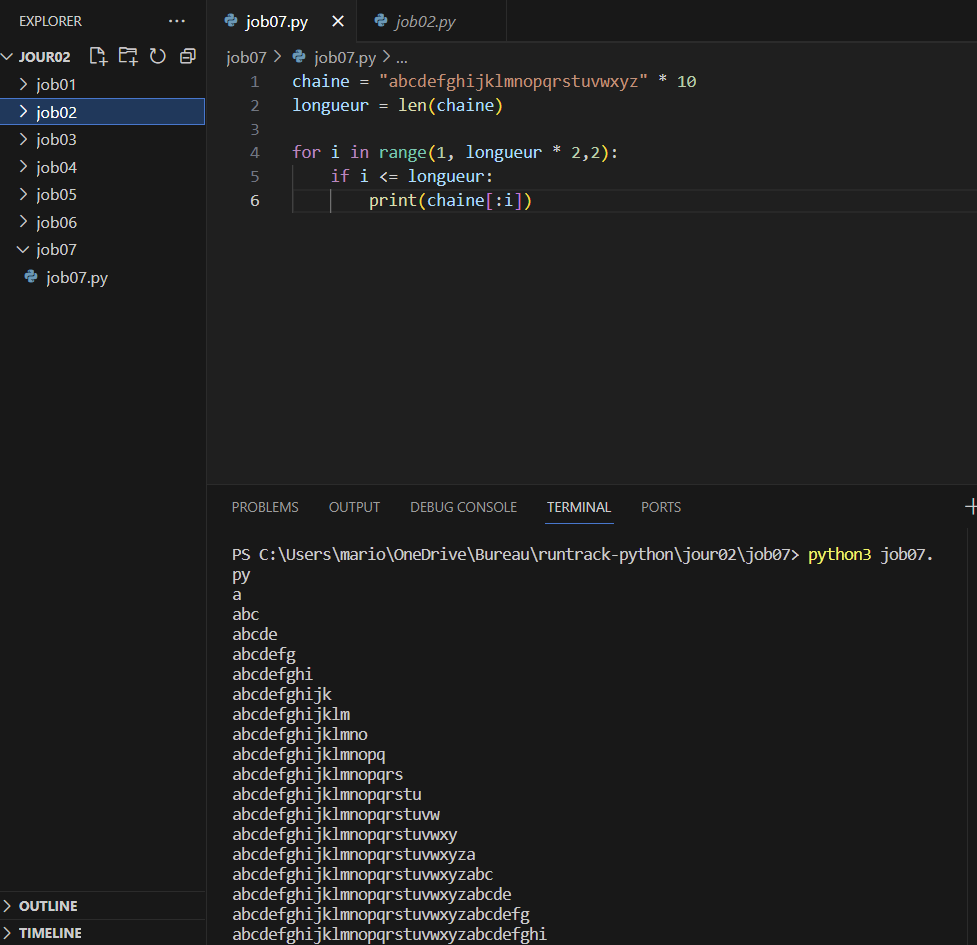 EXPLORER
JOUR02
job01
job02
job03
job04
job05
job06
job07
job07.py
OUTLINE
TIMELINE
job07.py
job02.py
job07 > job07.py > ...
1 chaine = "abcdefghijklmnopqrstuvwxyz" * 10
2 longueur = len(chaine)
3
4 for i in range(1, longueur * 2,2):
5 if i <= longueur:
6 print(chaine[:i])
PROBLEMS OUTPUT DEBUG CONSOLE TERMINAL PORTS
PS C:\Users\mario\OneDrive\Bureau\runtrack-python\jour02\job07> python3 job07.
py
a
abc
abcde
abcdefg
abcdefghi
abcdefghijk
abcdefghijklm
abcdefghijklmno
abcdefghijklmnopq
abcdefghijklmnopqrs
abcdefghijklmnopqrstu
abcdefghijklmnopqrstuvw
abcdefghijklmnopqrstuvwxy
abcdefghijklmnopqrstuvwxyza
abcdefghijklmnopqrstuvwxyzabc
abcdefghijklmnopqrstuvwxyzabcde
abcdefghijklmnopqrstuvwxyzabcdefg
abcdefghijklmnopqrstuvwxyzabcdefghi